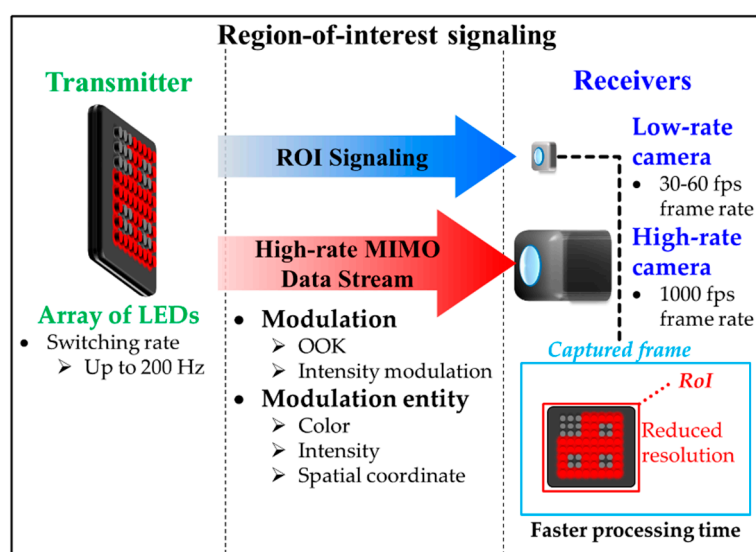 Region-of-interest signaling
Transmitter
Array of LEDs
• Switching rate
➢ Up to 200 Hz
ROI Signaling
High-rate MIMO
Data Stream
• Modulation
➢ OOK
➢ Intensity modulation
• Modulation entity
➢ Color
➢ Intensity
➢ Spatial coordinate
Receivers
Low-rate
camera
• 30-60 fps
frame rate
High-rate
camera
• 1000 fps
frame rate
Captured frame
RoI
Reduced
resolution
Faster processing time